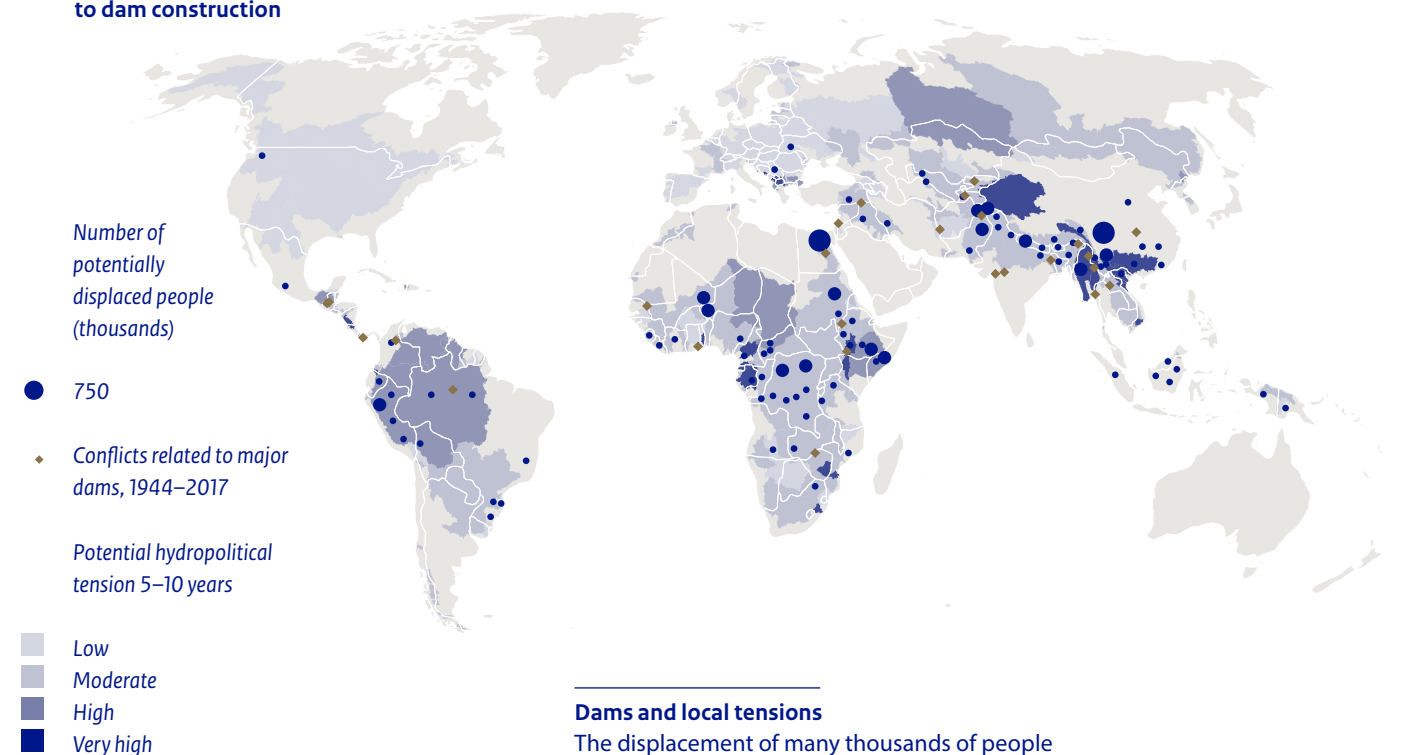 to dam construction
Number of
potentially
displaced people
(thousands)
750
Conflicts related to major
dams, 1944–2017
Potential hydropolitical
tension 5–10 years
Low
Moderate
High
Very high
Dams and local tensions
The displacement of many thousands of people